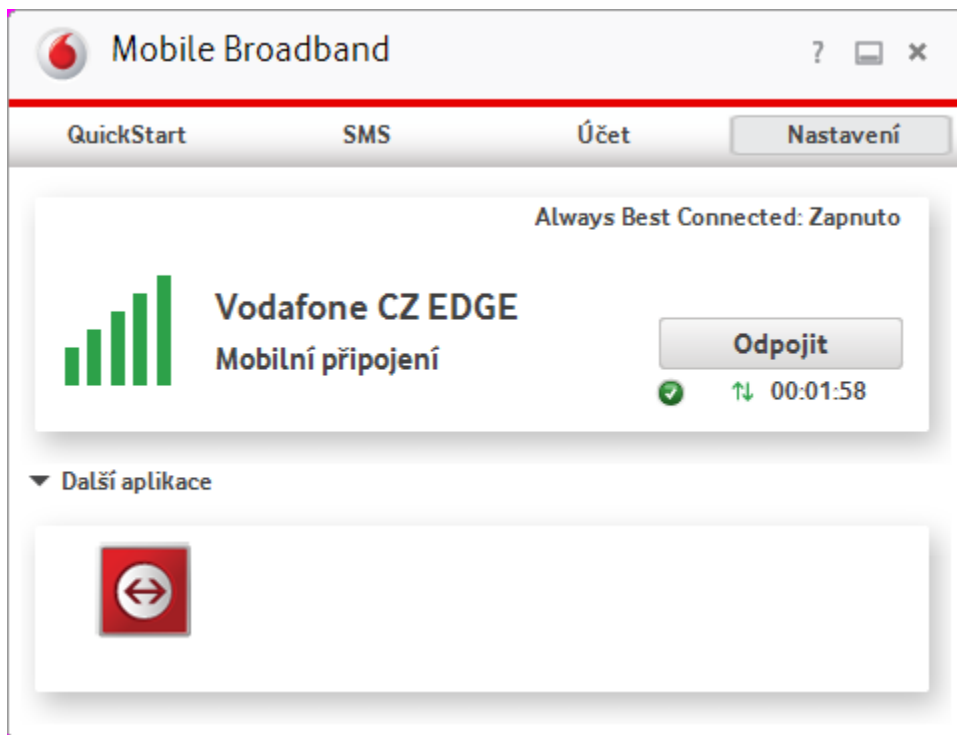 Mobile Broadband
?
QuickStart SMS Účet Nastavení
Always Best Connected: Zapnuto
Vodafone CZ EDGE
Mobilní připojení
Odpojit
00:01:58
Další aplikace